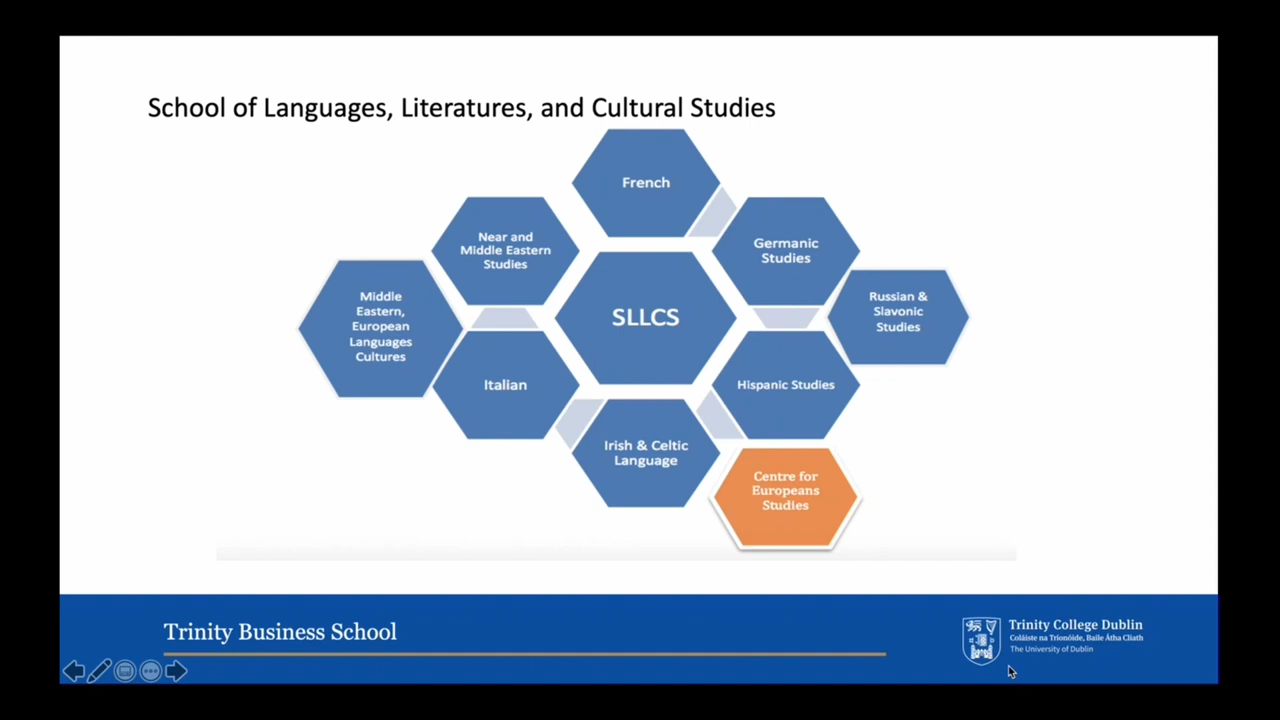 School of Languages, Literatures, and Cultural Studies
French
Near and
Middle Eastern
Studies
Germanic
Studies
Middle
Eastern,
European
Languages
Cultures
SLLCS
Russian &
Slavonic
Studies
Italian
Hispanic Studies
Irish & Celtic
Language
Centre for
Europeans
Studies
Trinity Business School
Trinity College Dublin
Coláiste na Tríonóide, Baile Átha Cliath
The University of Dublin